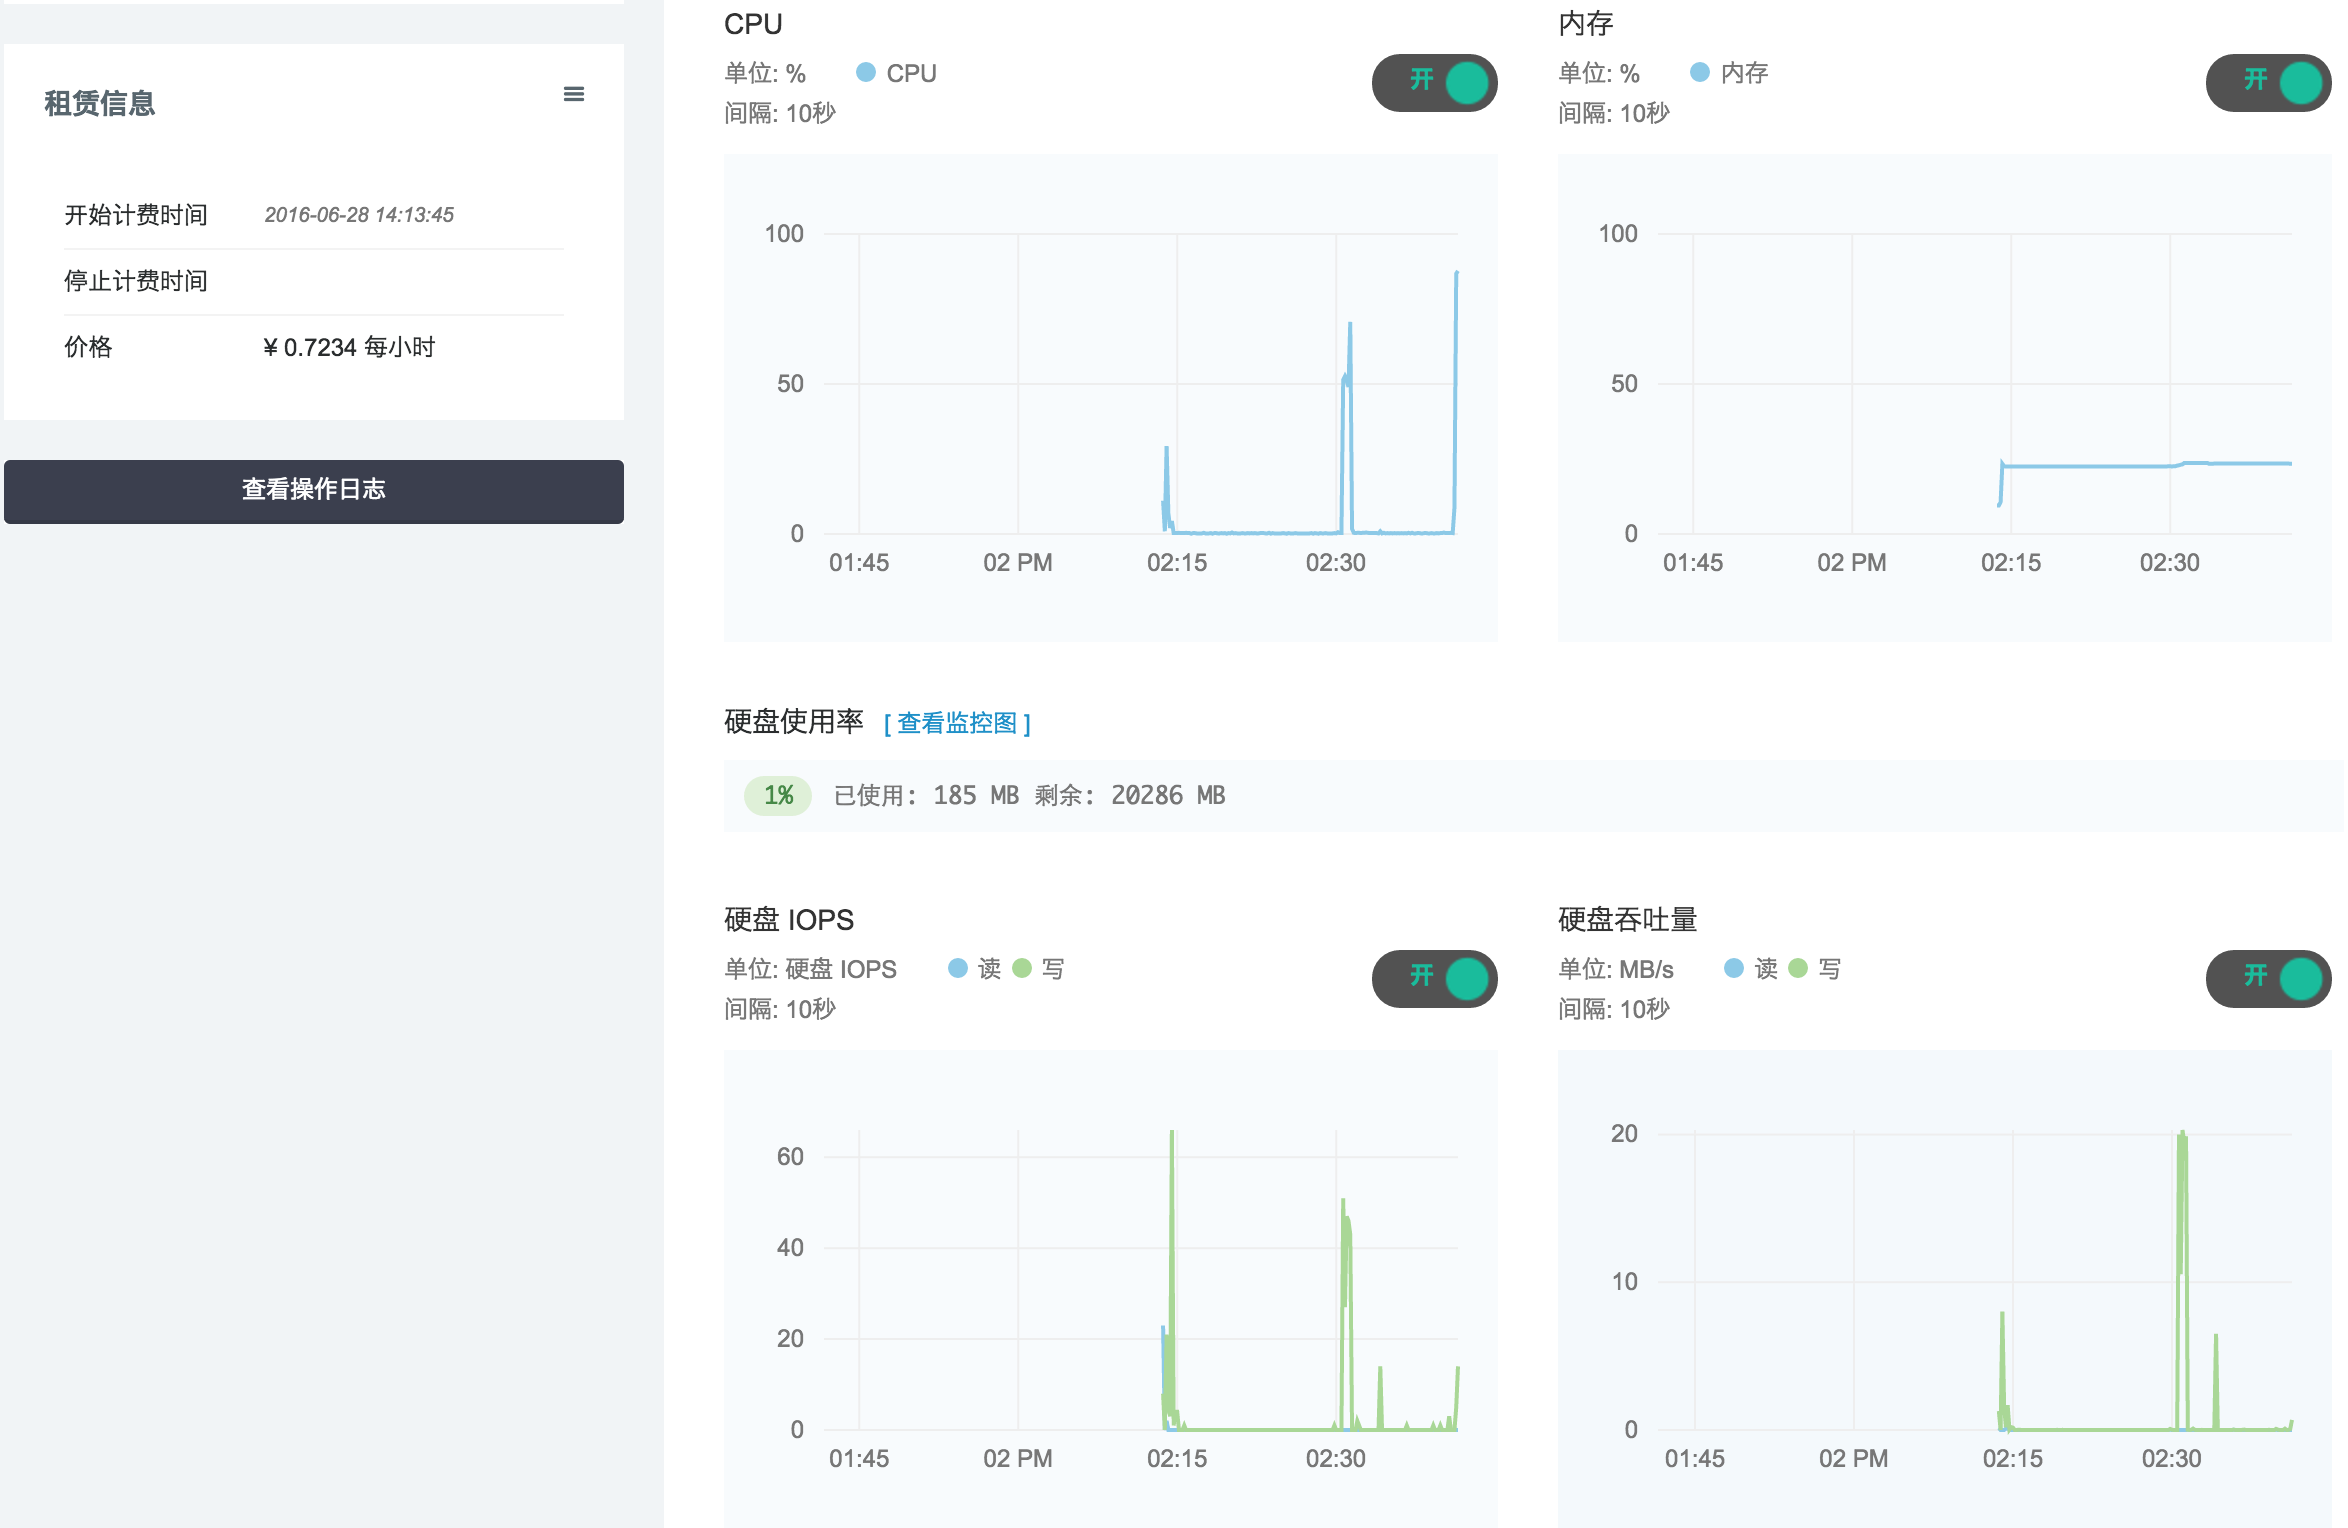 租赁信息
开始计费时间 2016-06-28 14:13:45
停止计费时间
价格 ¥ 0.7234 每小时
查看操作日志
CPU
单位: % CPU
间隔: 10秒
开
100
50
0
01:45 02 PM 02:15 02:30
内存
单位: % 内存
间隔: 10秒
开
100
50
0
01:45 02 PM 02:15 02:30
硬盘使用率 [ 查看监控图 ]
1% 已使用: 185 MB 剩余: 20286 MB
硬盘 IOPS
单位: 硬盘 IOPS 读 写
间隔: 10秒
开
60
40
20
0
01:45 02 PM 02:15 02:30
硬盘吞吐量
单位: MB/s 读 写
间隔: 10秒
开
20
10
0
01:45 02 PM 02:15 02:30